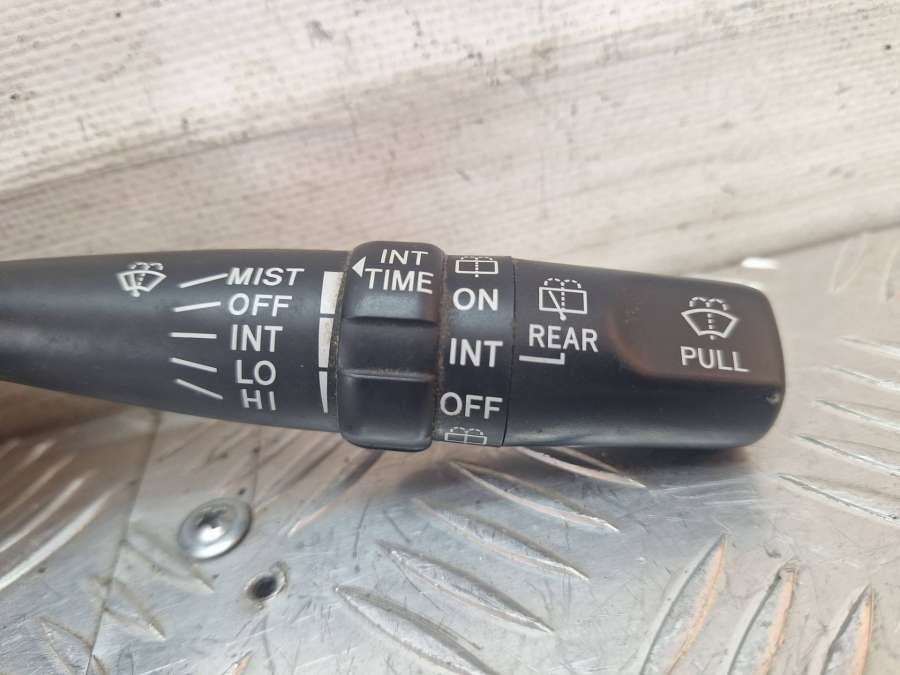 MIST
OFF
INT
LO
HI
INT
TIME
ON
INT
OFF
REAR
PULL